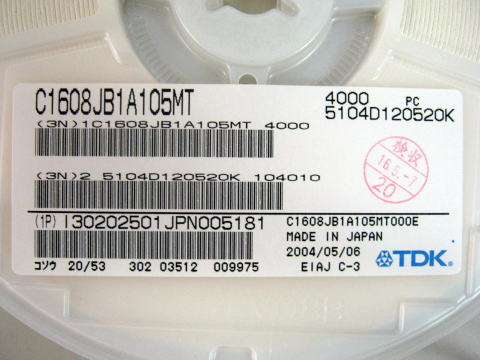 C1608JB1A105MT
4000 PC
5104D120520K
(3N)1C1608JB1A105MT 4000
(3N)2 5104D120520K 104010
検収
16.5.-7
20
(1P) I30202501JPN005181
C1608JB1A105MT000E
MADE IN JAPAN
2004/05/06
EIAJ C-3
TDK
コソウ 20/53 302 03512 009975